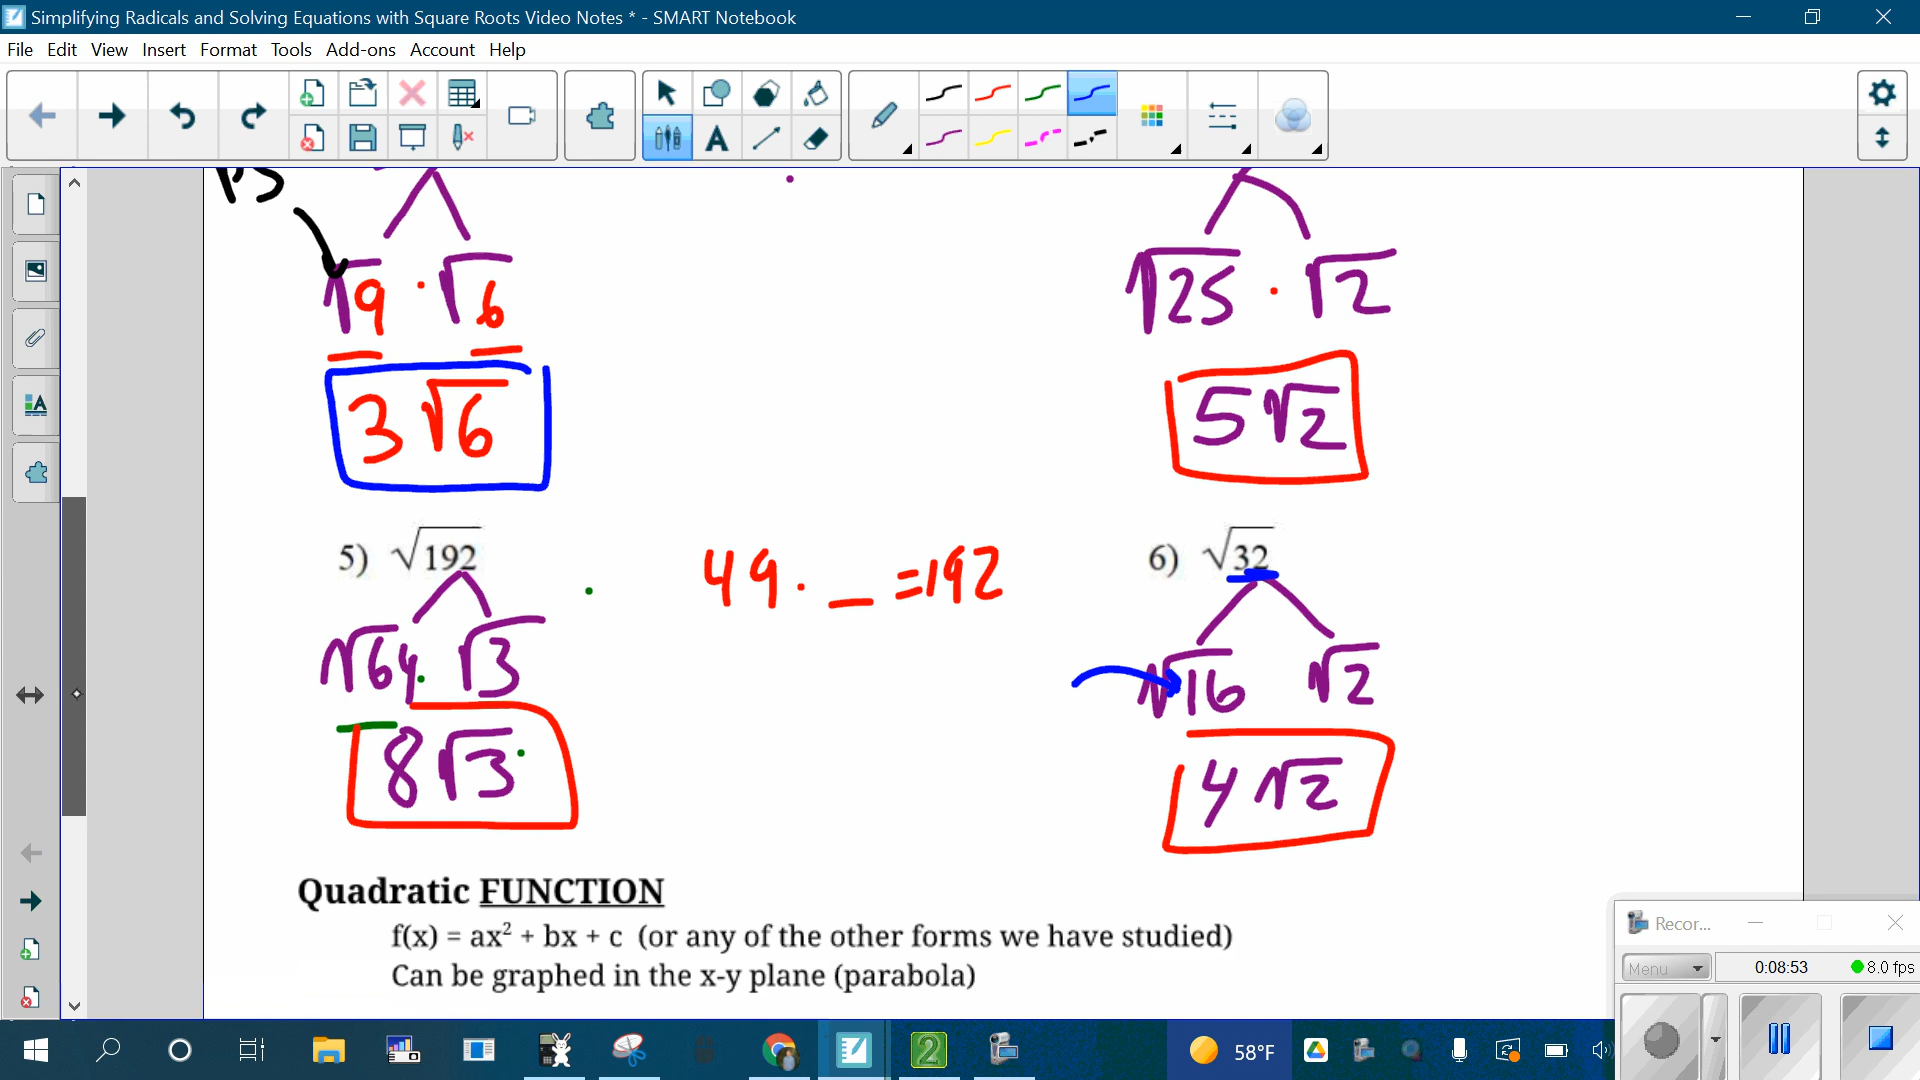 Simplifying Radicals and Solving Equations with Square Roots Video Notes * - SMART Notebook
File Edit View Insert Format Tools Add-ons Account Help
PS
√9 · √6
√25 · √2
3√6
5√2
5) √192
49 · _ =192
6) √32
√64 · √3
√16 √2
8√3
4√2
Quadratic FUNCTION
f(x) = ax² + bx + c (or any of the other forms we have studied)
Can be graphed in the x-y plane (parabola)
Recor...
Menu
0:08:53
8.0 fps
58°F